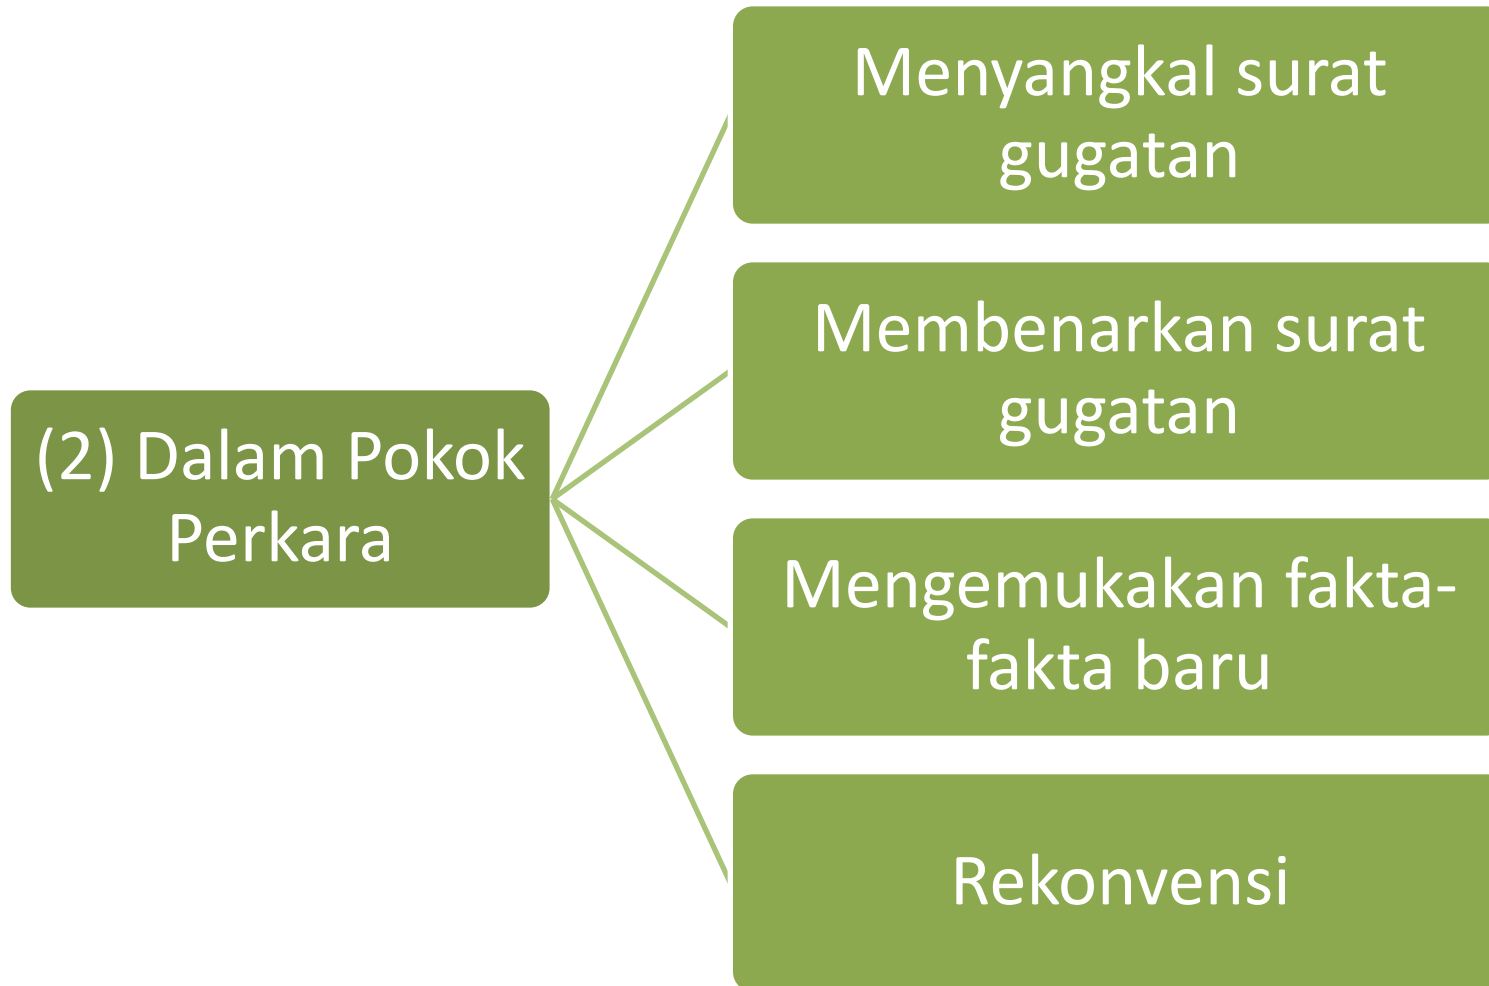 (2) Dalam Pokok
Perkara
Menyangkal surat
gugatan
Membenarkan surat
gugatan
Mengemukakan fakta-
fakta baru
Rekonvensi